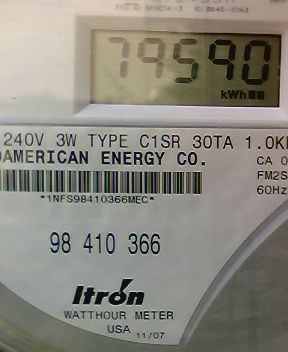 79590
kWh
240V 3W TYPE C1SR 30TA 1.0K
AMERICAN ENERGY CO.
CA 0
FM2S
60Hz
*1NFS98410366MEC*
98 410 366
Itrón
WATTHOUR METER
USA 11/07